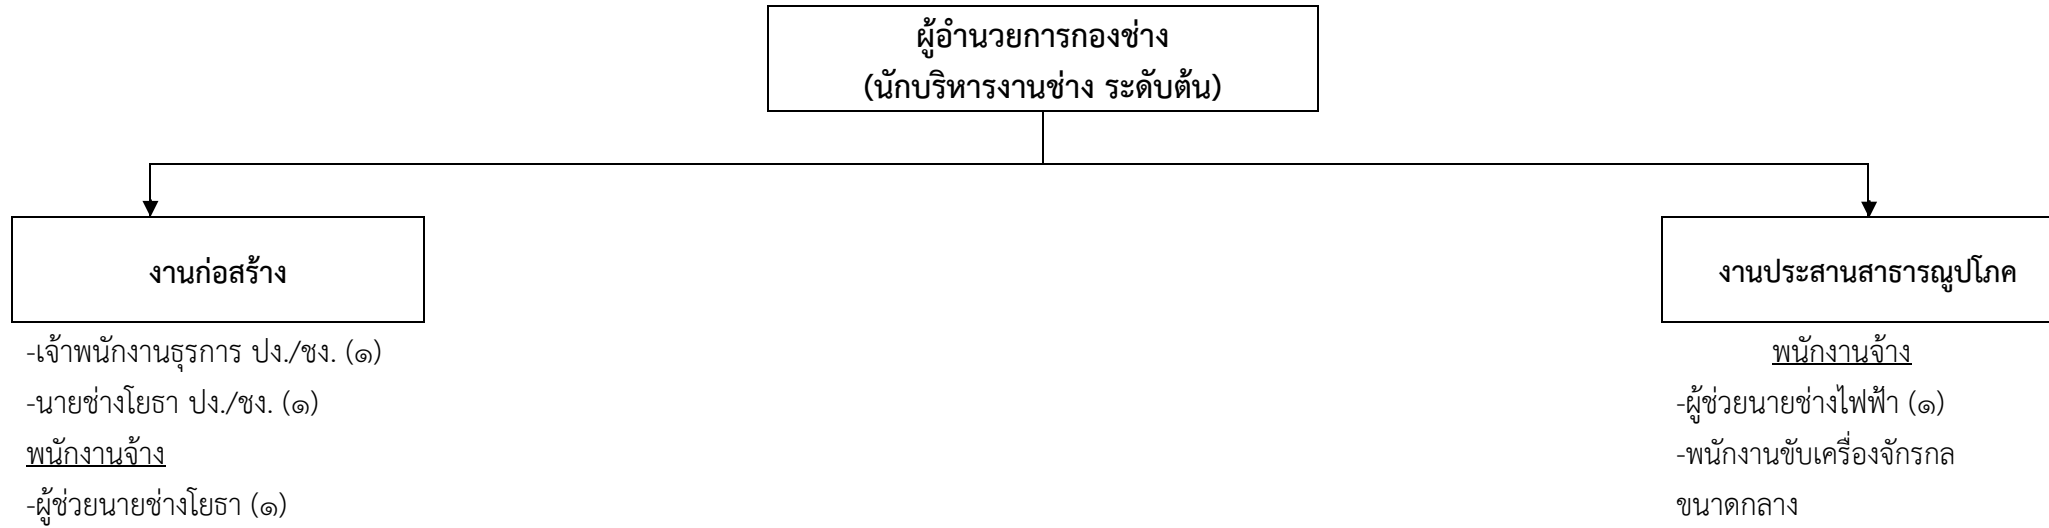 ผู้อำนวยการกองช่าง
(นักบริหารงานช่าง ระดับต้น)
งานก่อสร้าง
-เจ้าพนักงานธุรการ ปง./ชง. (๑)
-นายช่างโยธา ปง./ชง. (๑)
พนักงานจ้าง
-ผู้ช่วยนายช่างโยธา (๑)
งานประสานสาธารณูปโภค
พนักงานจ้าง
-ผู้ช่วยนายช่างไฟฟ้า (๑)
-พนักงานขับเครื่องจักรกล
ขนาดกลาง